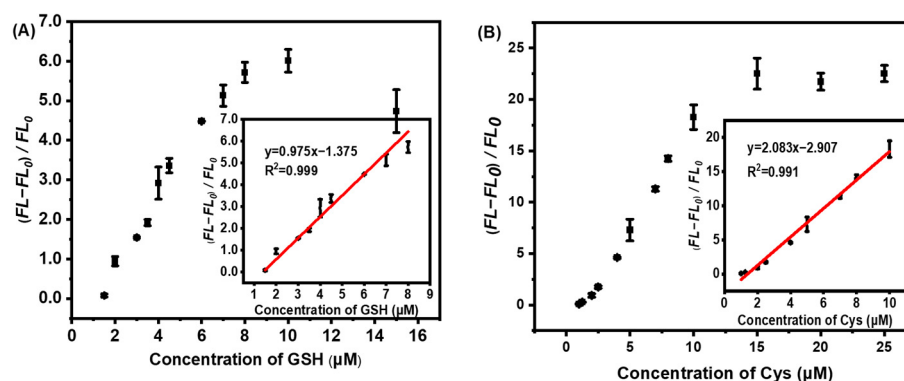 (A)
(FL−FL0) / FL0
7.0
6.0
5.0
4.0
3.0
2.0
1.0
0.0
0 2 4 6 8 10 12 14 16
Concentration of GSH (μM)
(FL−FL0) / FL0
7.0
6.0
5.0
4.0
3.0
2.0
1.0
0.0
y=0.975x−1.375
R2=0.999
1 2 3 4 5 6 7 8 9
Concentration of GSH (μM)
(B)
(FL−FL0) / FL0
25
20
15
10
5
0
0 5 10 15 20 25
Concentration of Cys (μM)
(FL−FL0) / FL0
20
15
10
5
0
y=2.083x−2.907
R2=0.991
0 2 4 6 8 10
Concentration of Cys (μM)